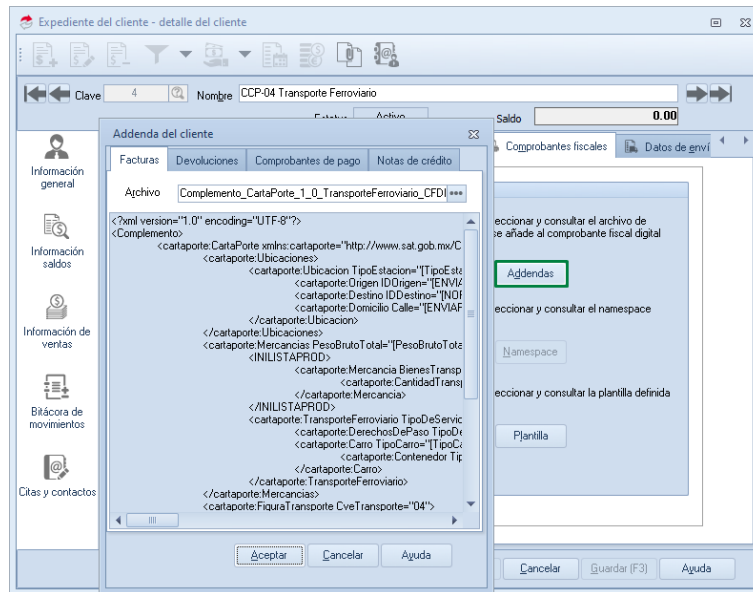 Expediente del cliente - detalle del cliente
Clave 4 Nombre CCP-04 Transporte Ferroviario
Activo Saldo 0.00
Información general
Información saldos
Información de ventas
Bitácora de movimientos
Citas y contactos
Comprobantes fiscales Datos de enví
eccionar y consultar el archivo de
se añade al comprobante fiscal digital
Addendas
eccionar y consultar el namespace
Namespace
eccionar y consultar la plantilla definida
Plantilla
Addenda del cliente
Facturas Devoluciones Comprobantes de pago Notas de crédito
Archivo Complemento_CartaPorte_1_0_TransporteFerroviario_CFDI
<?xml version="1.0" encoding="UTF-8"?>
<Complemento>
<cartaporte:CartaPorte xmlns:cartaporte="http://www.sat.gob.mx/C
<cartaporte:Ubicaciones>
<cartaporte:Ubicacion TipoEstacion="[TipoEsta
<cartaporte:Origen IDOrigen="[ENVIA
<cartaporte:Destino IDDestino="[NOI
<cartaporte:Domicilio Calle="[ENVIAF
</cartaporte:Ubicacion>
</cartaporte:Ubicaciones>
<cartaporte:Mercancias PesoBrutoTotal="[PesoBrutoTota
<INILISTAPROD>
<cartaporte:Mercancia BienesTransp
<cartaporte:CantidadTransp
</cartaporte:Mercancia>
</INILISTAPROD>
<cartaporte:TransporteFerroviario TipoDeServic
<cartaporte:DerechosDePaso TipoDe
<cartaporte:Carro TipoCarro="[TipoCa
<cartaporte:Contenedor Tip
</cartaporte:Carro>
</cartaporte:TransporteFerroviario>
</cartaporte:Mercancias>
<cartaporte:FiguraTransporte CveTransporte="04">
Aceptar Cancelar Ayuda
Cancelar Guardar (F3) Ayuda